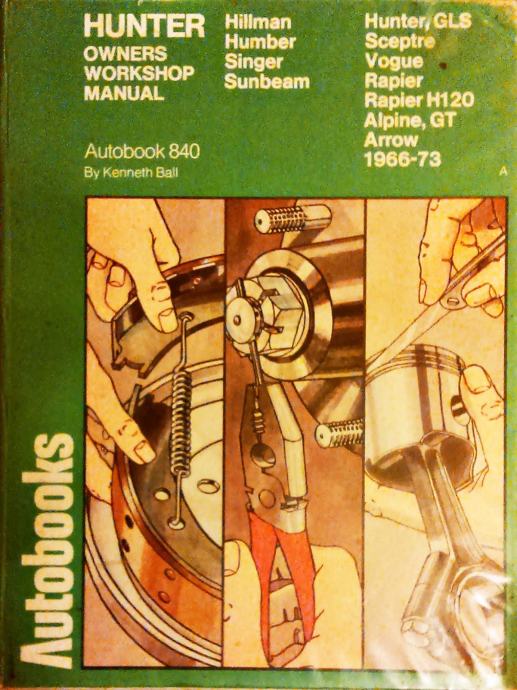 HUNTER
OWNERS
WORKSHOP
MANUAL
Autobook 840
By Kenneth Ball
Hillman
Humber
Singer
Sunbeam
Hunter, GLS
Sceptre
Vogue
Rapier
Rapier H120
Alpine, GT
Arrow
1966-73
A
Autobooks